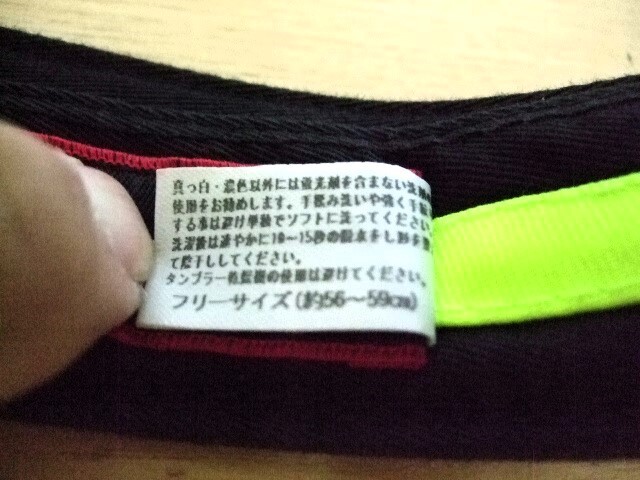 真っ白・濃色以外には蛍光剤を含まない洗剤の
使用をお勧めします。手揉み洗いや強く手
する事は避け単独でソフトに洗ってください
洗濯後は速やかに10～15秒の脱水をし形を整
て陰干ししてください。
タンブラー乾燥機の使用は避けてください。
フリーサイズ(約56～59cm)